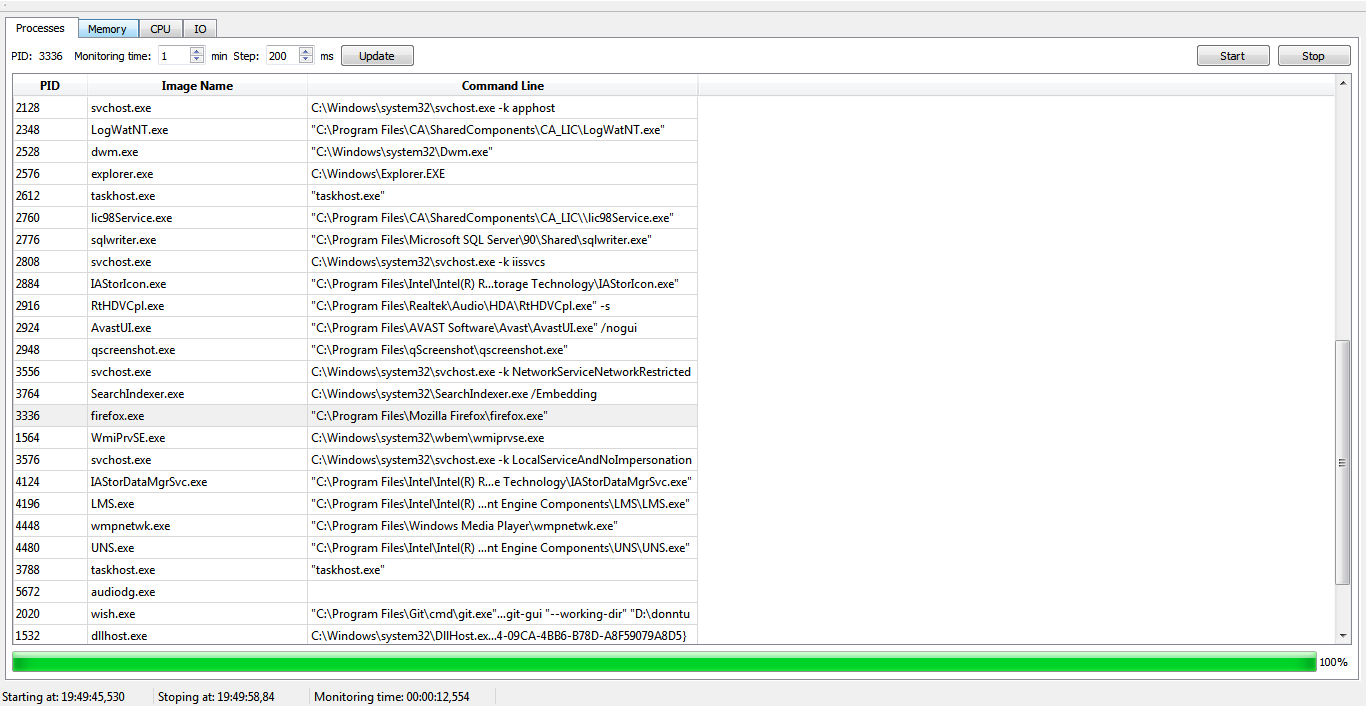 Processes Memory CPU IO
PID: 3336 Monitoring time: 1 min Step: 200 ms Update Start Stop
PID Image Name Command Line
2128 svchost.exe C:\Windows\system32\svchost.exe -k apphost
2348 LogWatNT.exe "C:\Program Files\CA\SharedComponents\CA_LIC\LogWatNT.exe"
2528 dwm.exe "C:\Windows\system32\Dwm.exe"
2576 explorer.exe C:\Windows\Explorer.EXE
2612 taskhost.exe "taskhost.exe"
2760 lic98Service.exe "C:\Program Files\CA\SharedComponents\CA_LIC\\lic98Service.exe"
2776 sqlwriter.exe "C:\Program Files\Microsoft SQL Server\90\Shared\sqlwriter.exe"
2808 svchost.exe C:\Windows\system32\svchost.exe -k iissvcs
2884 IAStorIcon.exe "C:\Program Files\Intel\Intel(R) R...torage Technology\IAStorIcon.exe"
2916 RtHDVCpl.exe "C:\Program Files\Realtek\Audio\HDA\RtHDVCpl.exe" -s
2924 AvastUI.exe "C:\Program Files\AVAST Software\Avast\AvastUI.exe" /nogui
2948 qscreenshot.exe "C:\Program Files\qScreenshot\qscreenshot.exe"
3556 svchost.exe C:\Windows\system32\svchost.exe -k NetworkServiceNetworkRestricted
3764 SearchIndexer.exe C:\Windows\system32\SearchIndexer.exe /Embedding
3336 firefox.exe "C:\Program Files\Mozilla Firefox\firefox.exe"
1564 WmiPrvSE.exe C:\Windows\system32\wbem\wmiprvse.exe
3576 svchost.exe C:\Windows\system32\svchost.exe -k LocalServiceAndNoImpersonation
4124 IAStorDataMgrSvc.exe "C:\Program Files\Intel\Intel(R) R...e Technology\IAStorDataMgrSvc.exe"
4196 LMS.exe "C:\Program Files\Intel\Intel(R) ...nt Engine Components\LMS\LMS.exe"
4448 wmpnetwk.exe "C:\Program Files\Windows Media Player\wmpnetwk.exe"
4480 UNS.exe "C:\Program Files\Intel\Intel(R) ...nt Engine Components\UNS\UNS.exe"
3788 taskhost.exe "taskhost.exe"
5672 audiodg.exe
2020 wish.exe "C:\Program Files\Git\cmd\git.exe"...git-gui "--working-dir" "D:\donntu
1532 dllhost.exe C:\Windows\system32\DllHost.ex...4-09CA-4BB6-B78D-A8F59079A8D5}
100%
Starting at: 19:49:45,530 Stoping at: 19:49:58,84 Monitoring time: 00:00:12,554